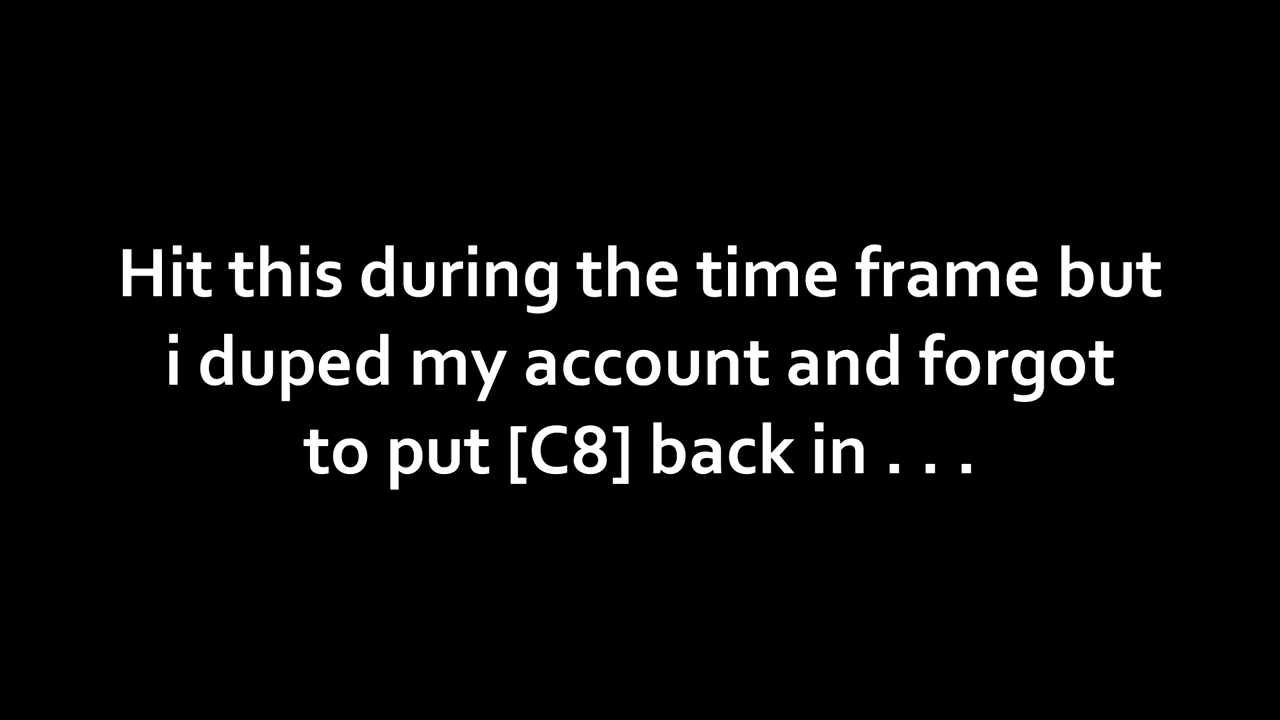 Hit this during the time frame but
i duped my account and forgot
to put [C8] back in . . .